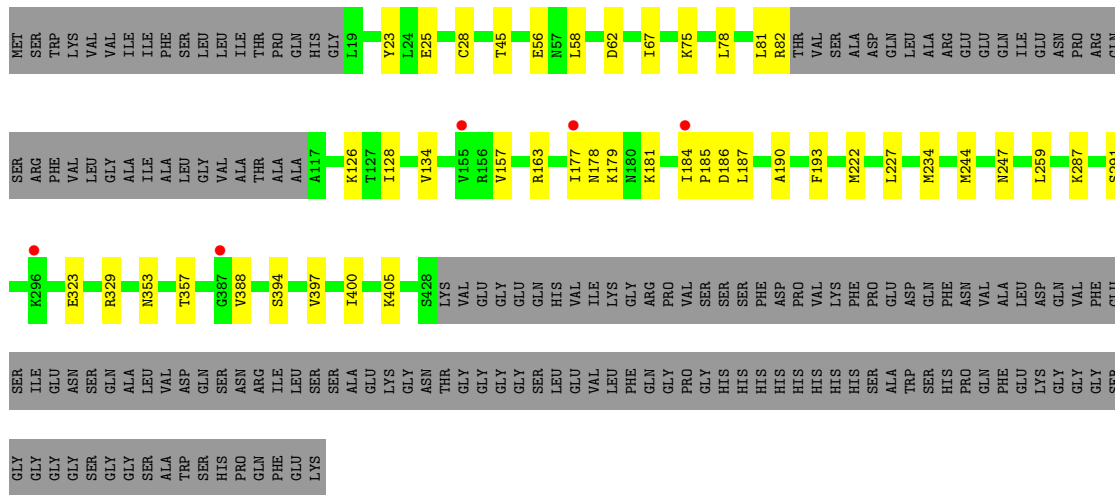 MET SER TRP LYS VAL VAL ILE ILE PHE SER LEU LEU ILE THR PRO GLN HIS GLY L19 Y23 L24 E25 C28 T45 E56 N57 L58 D62 I67 K75 L78 L81 R82 THR VAL SER ALA ASP GLN LEU ALA ARG GLU GLU GLN ILE GLU ASN PRO ARG GLN
SER ARG PHE VAL LEU GLY ALA ILE ALA LEU GLY VAL ALA THR ALA ALA A117 K126 T127 I128 V134 V155 R156 V157 R163 I177 N178 K179 N180 K181 I184 P185 D186 L187 A190 F193 M222 L227 M234 M244 N247 L259 K287 S291
K296 E323 R329 N353 T357 G387 V388 S394 V397 I400 K405 S428 LYS VAL GLU GLY GLU GLN HIS VAL ILE LYS GLY ARG PRO VAL SER SER SER PHE ASP PRO VAL LYS PHE PRO GLU ASP GLN PHE ASN VAL ALA LEU ASP GLN VAL PHE GLU
SER ILE GLU ASN SER GLN ALA LEU VAL ASP GLN SER ASN ARG ILE LEU SER SER ALA GLU LYS GLY ASN THR GLY GLY GLY GLY SER LEU GLU VAL LEU PHE GLN GLY PRO GLY HIS HIS HIS HIS HIS HIS HIS HIS SER ALA TRP SER HIS PRO GLN PHE GLU LYS GLY GLY GLY SER
GLY GLY GLY GLY SER GLY GLY SER ALA TRP SER HIS PRO GLN PHE GLU LYS